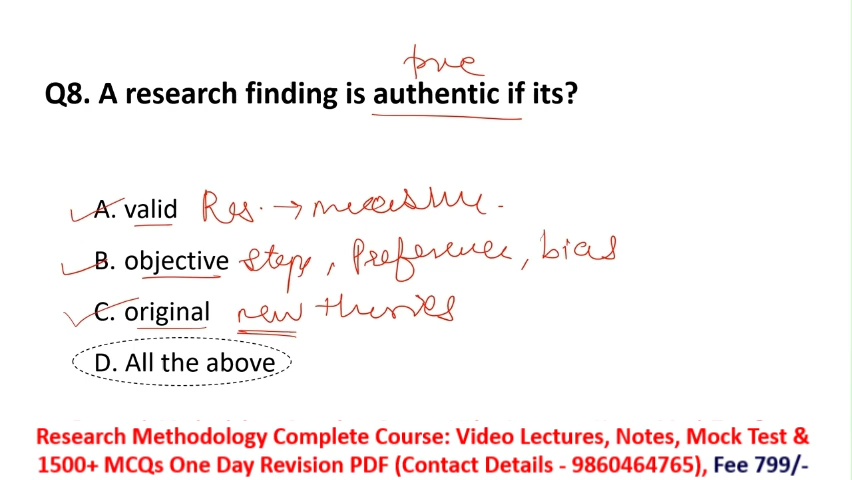 true
Q8. A research finding is authentic if its?
A. valid Res. → measure.
B. objective steps, Preference, bias
C. original new theories
D. All the above
Research Methodology Complete Course: Video Lectures, Notes, Mock Test &
1500+ MCQs One Day Revision PDF (Contact Details - 9860464765), Fee 799/-